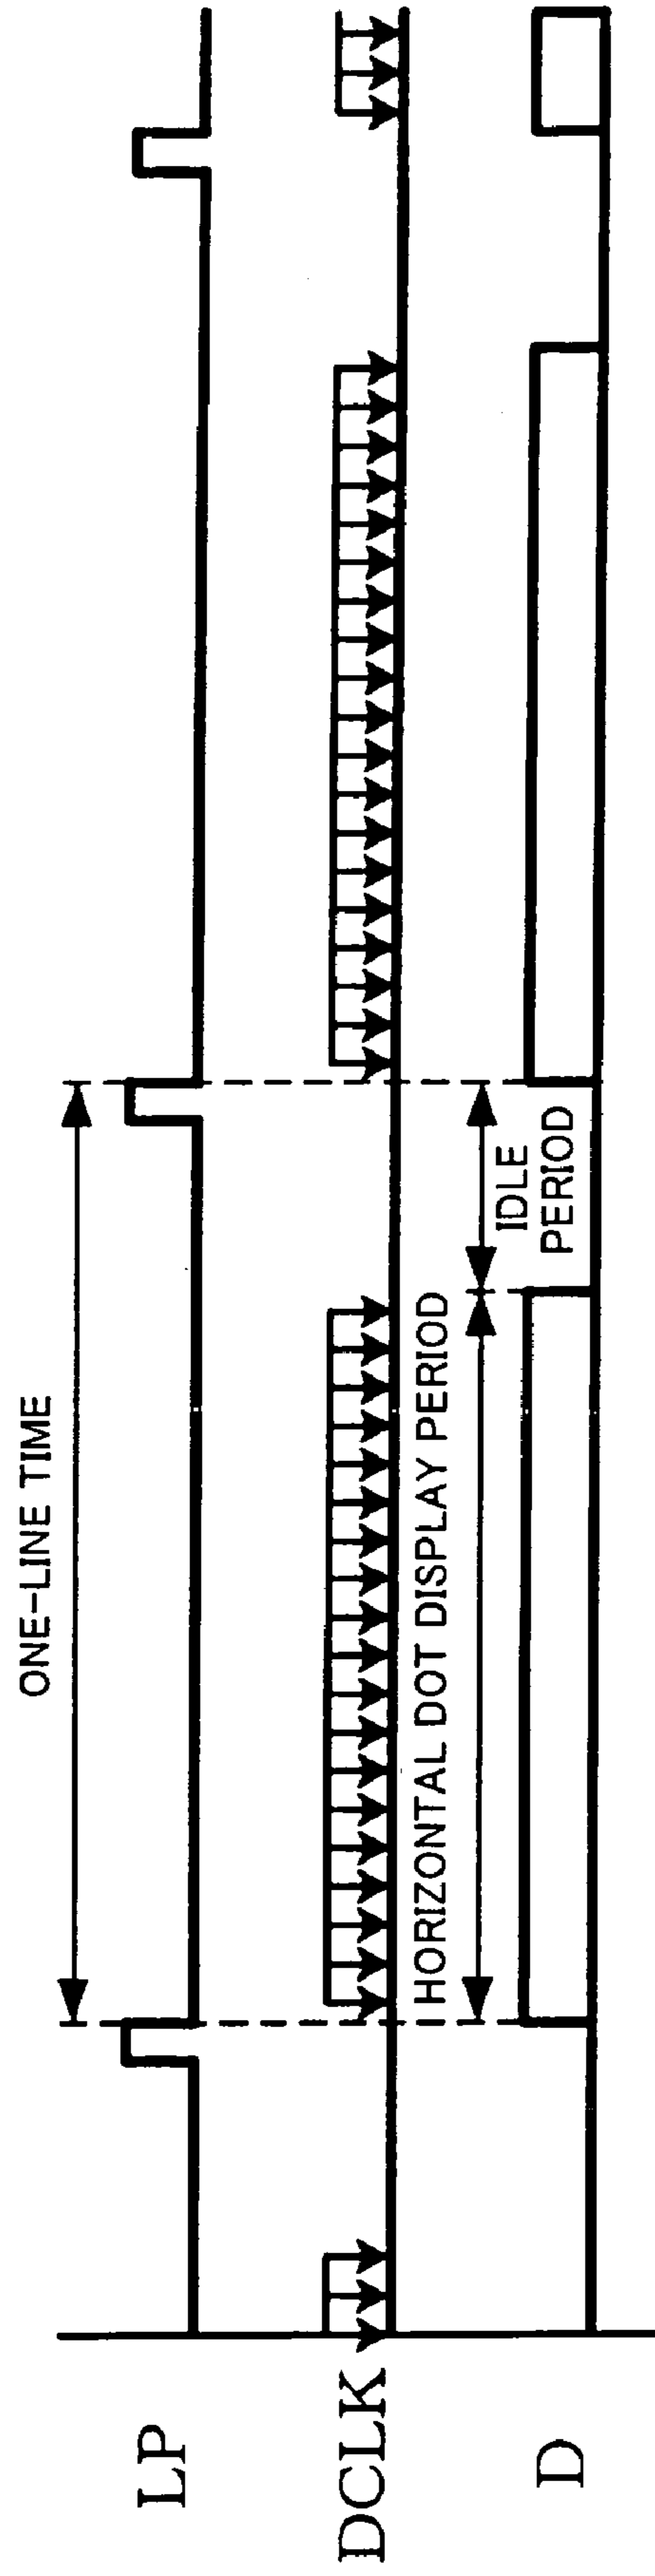 ONE-LINE TIME
LP
DCLK
HORIZONTAL DOT DISPLAY PERIOD
IDLE
PERIOD
D